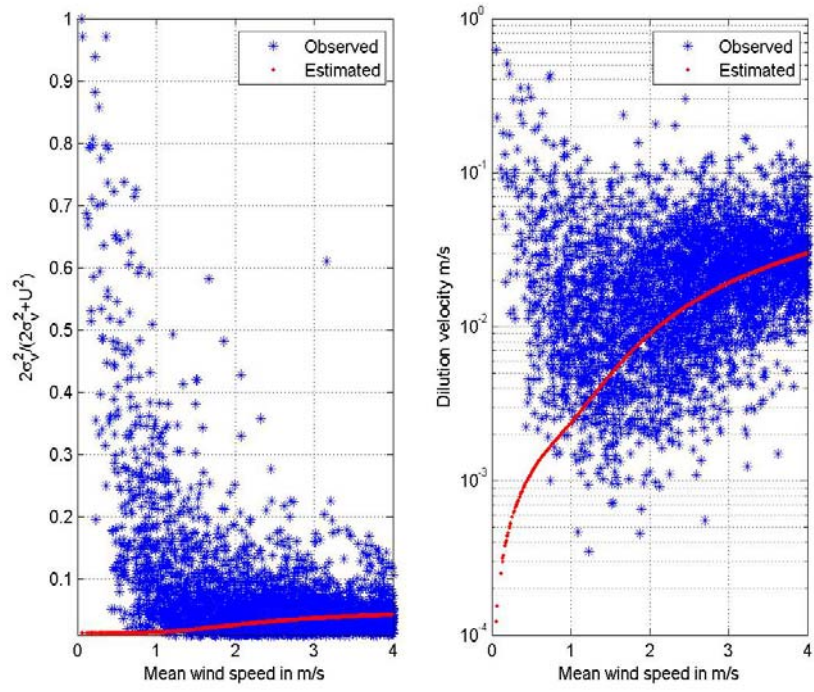 1
0.9
0.8
0.7
0.6
0.5
0.4
0.3
0.2
0.1
0 1 2 3 4
2σv²/(2σv²+U²)
Mean wind speed in m/s
Observed
Estimated
10⁰
10⁻¹
10⁻²
10⁻³
10⁻⁴
0 1 2 3 4
Dilution velocity m/s
Mean wind speed in m/s
Observed
Estimated